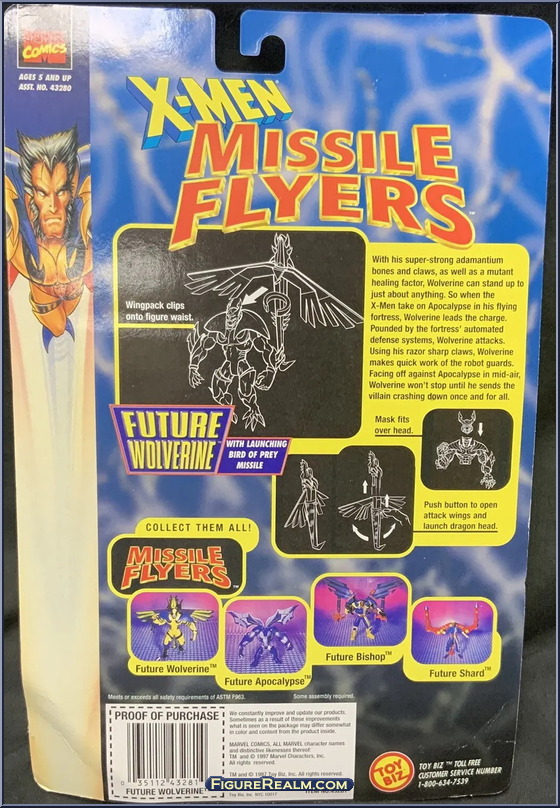 MARVEL
COMICS
AGES 5 AND UP
ASST. NO. 43280
X-MEN
MISSILE
FLYERS™
Wingpack clips
onto figure waist.
With his super-strong adamantium
bones and claws, as well as a mutant
healing factor, Wolverine can stand up to
just about anything. So when the
X-Men take on Apocalypse in his flying
fortress, Wolverine leads the charge.
Pounded by the fortress' automated
defense systems, Wolverine attacks.
Using his razor sharp claws, Wolverine
makes quick work of the robot guards.
Facing off against Apocalypse in mid-air,
Wolverine won't stop until he sends the
villain crashing down once and for all.
FUTURE
WOLVERINE
WITH LAUNCHING
BIRD OF PREY
MISSILE
Mask fits
over head.
Push button to open
attack wings and
launch dragon head.
COLLECT THEM ALL!
MISSILE
FLYERS™
Future Wolverine™
Future Apocalypse™
Future Bishop™
Future Shard™
Meets or exceeds all safety requirements of ASTM F963.
Some assembly required.
PROOF OF PURCHASE
0 35112 43281
FUTURE WOLVERINE
We constantly improve and update our products.
Sometimes as a result of these improvements
what is seen on the package may differ somewhat
in color and content from the product inside.
MARVEL COMICS, ALL MARVEL character names
and distinctive likenesses thereof:
TM and © 1997 Marvel Characters, Inc.
All rights reserved.
TM and © 1997 Toy Biz, Inc. All rights reserved.
Toy Biz, Inc. NYC 10017
TOY
BIZ
TOY BIZ™ TOLL FREE
CUSTOMER SERVICE NUMBER
1-800-634-7539
FIGUREREALM.COM